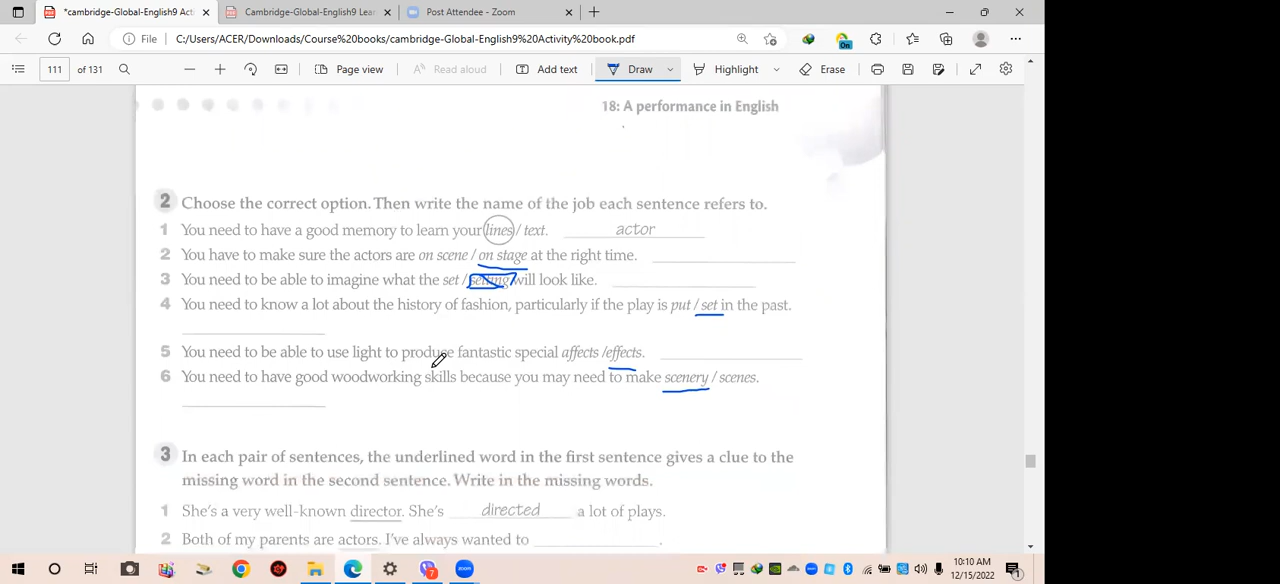 *cambridge-Global-English9 Acti
Cambridge-Global-English9 Lear
Post Attendee - Zoom
File
C:/Users/ACER/Downloads/Course%20books/cambridge-Global-English9%20Activity%20book.pdf
On
111 of 131
Page view
Read aloud
Add text
Draw
Highlight
Erase
18: A performance in English
2 Choose the correct option. Then write the name of the job each sentence refers to.
1 You need to have a good memory to learn your lines / text. actor
2 You have to make sure the actors are on scene / on stage at the right time.
3 You need to be able to imagine what the set / setting will look like.
4 You need to know a lot about the history of fashion, particularly if the play is put / set in the past.
5 You need to be able to use light to produce fantastic special affects /effects.
6 You need to have good woodworking skills because you may need to make scenery / scenes.
3 In each pair of sentences, the underlined word in the first sentence gives a clue to the
missing word in the second sentence. Write in the missing words.
1 She's a very well-known director. She's directed a lot of plays.
2 Both of my parents are actors. I've always wanted to .
10:10 AM
12/15/2022